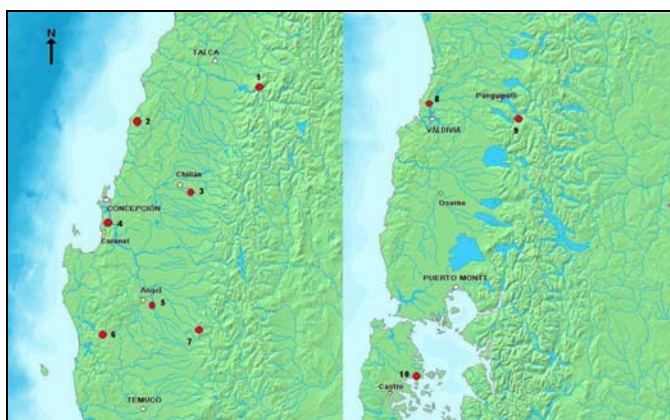 N
TALCA
1
2
Chillán
3
CONCEPCIÓN
4
Coronel
Angol
5
6
7
TEMUCO
8
Panguipulli
VALDIVIA
9
Osorno
PUERTO MONTT
10
Castro